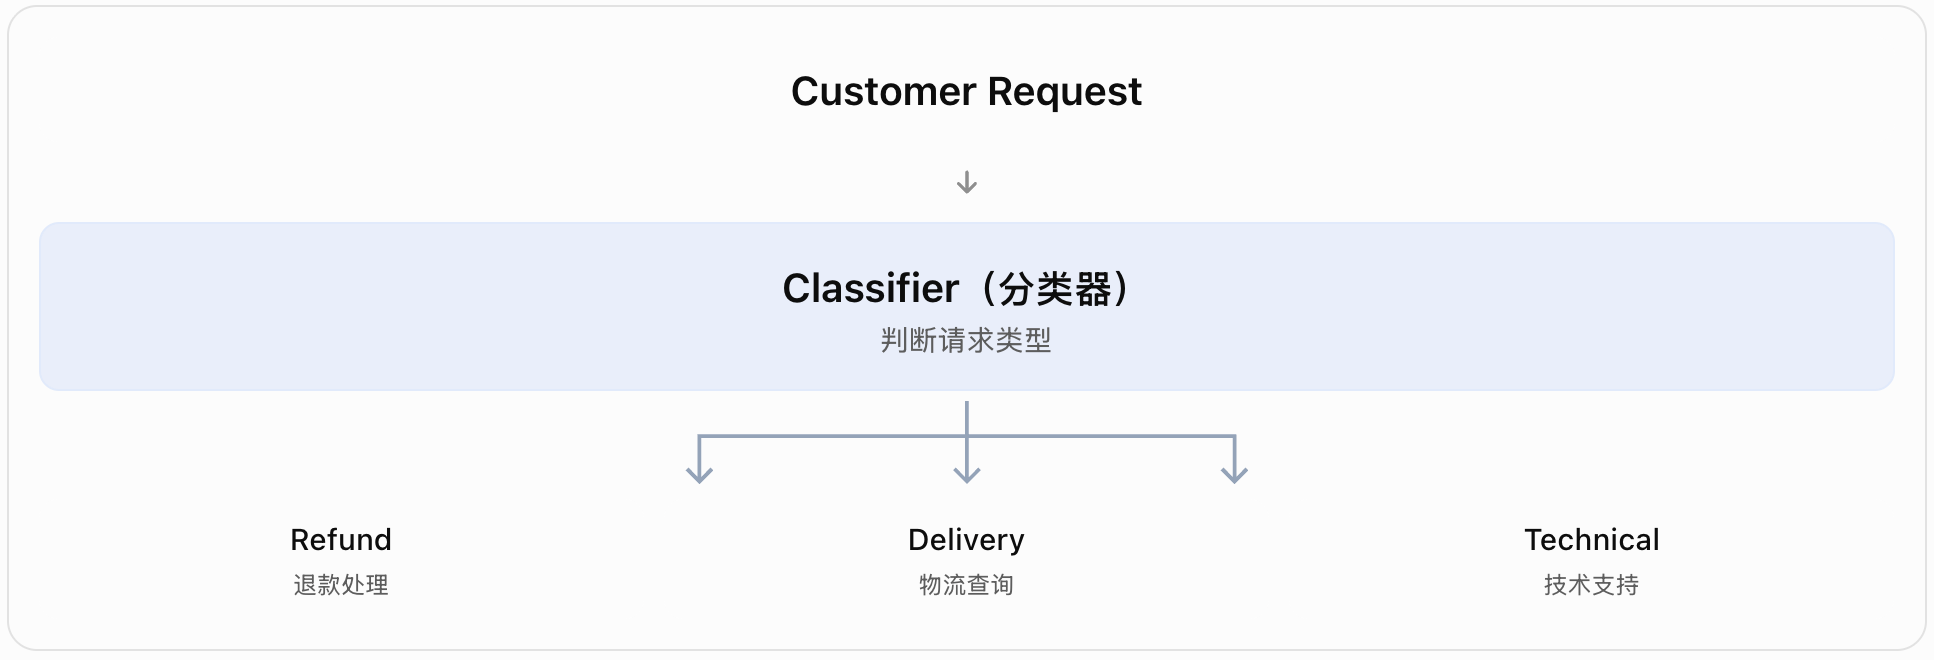 Customer Request
Classifier（分类器）
判断请求类型
Refund
退款处理
Delivery
物流查询
Technical
技术支持